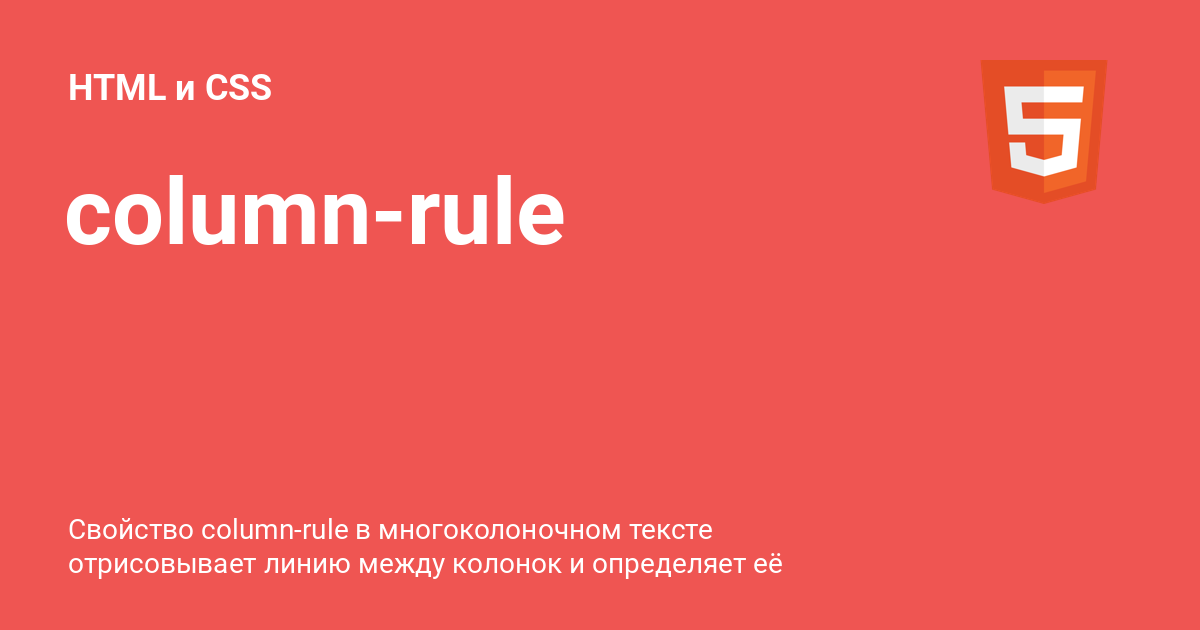 HTML и CSS
column-rule
Свойство column-rule в многоколоночном тексте
отрисовывает линию между колонок и определяет её